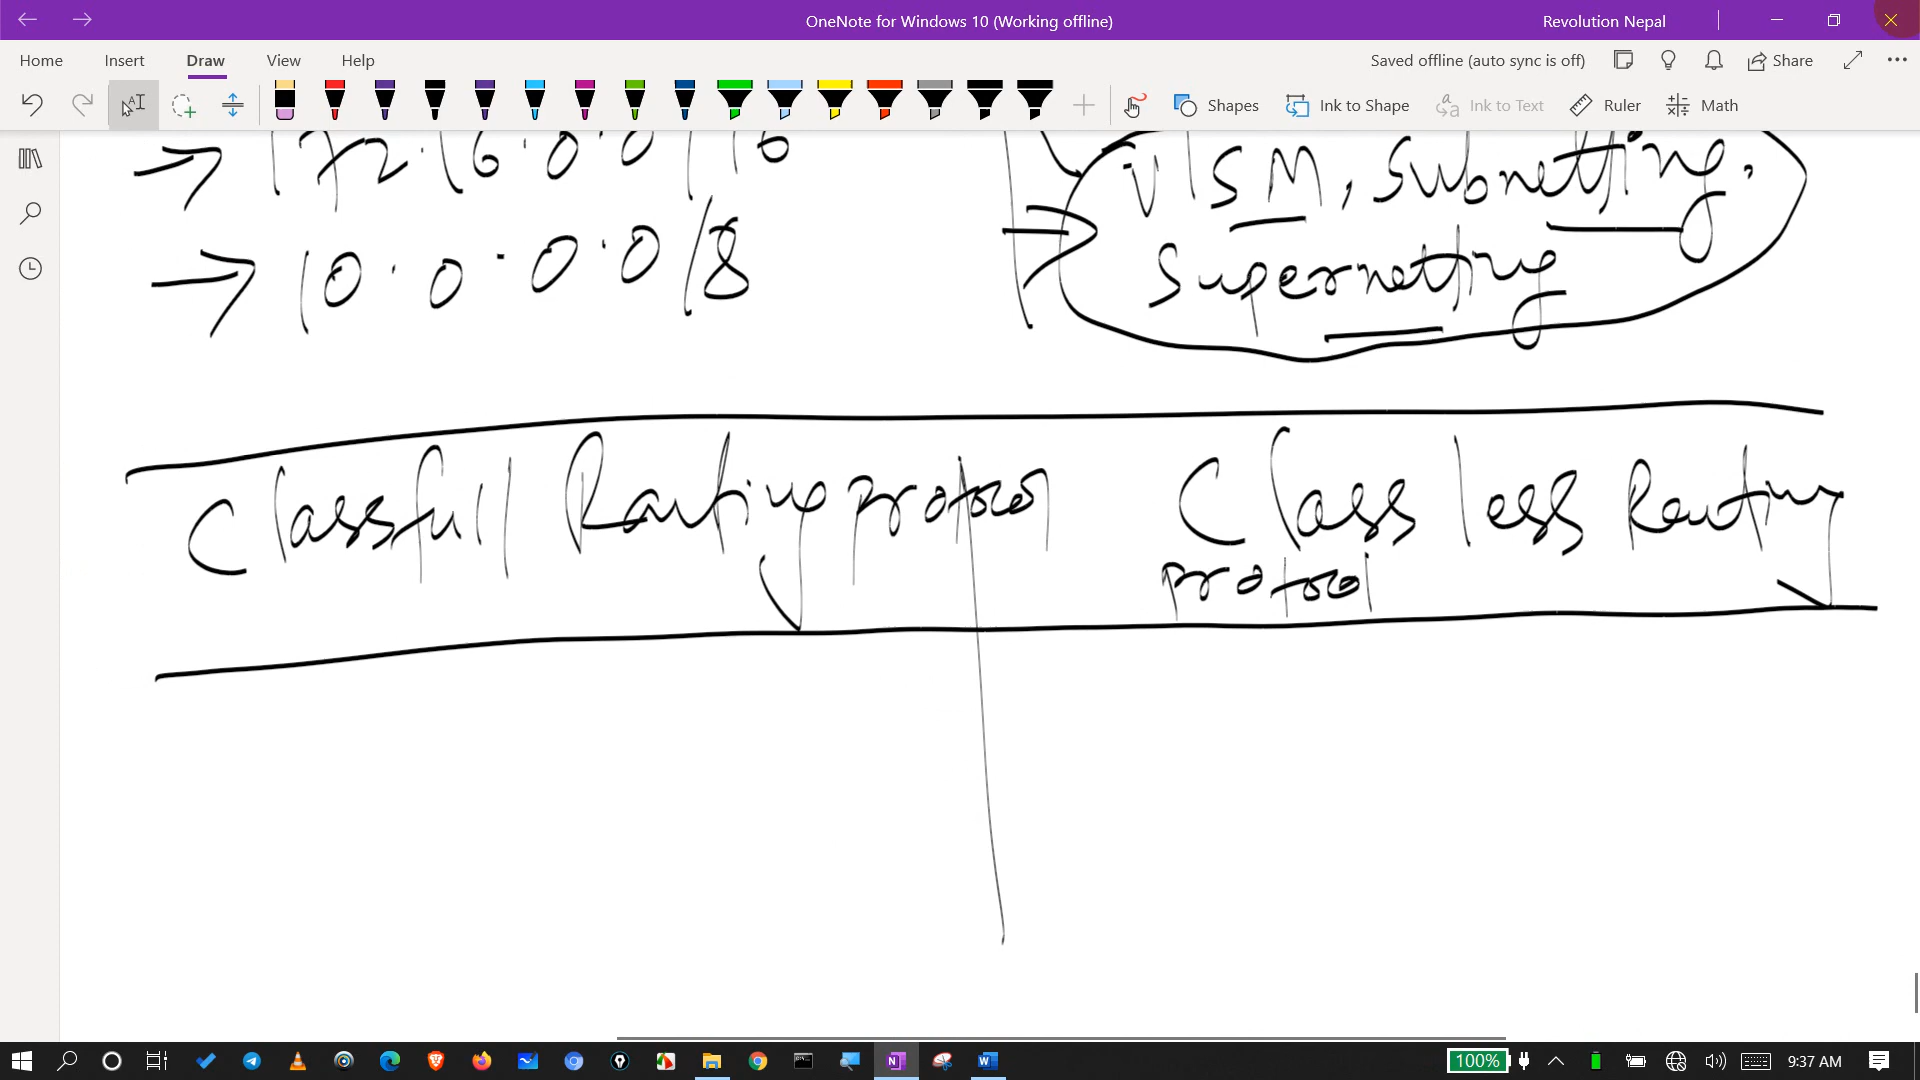 OneNote for Windows 10 (Working offline)
Revolution Nepal
Home Insert Draw View Help
Saved offline (auto sync is off)
Share
Shapes Ink to Shape Ink to Text Ruler Math
→ 172.16.0.0/16
VLSM, Subnetting,
→ 10.0.0.0/8
Supernetting
Classfull Routing protocol
Class less Routing
protocol
100%
9:37 AM